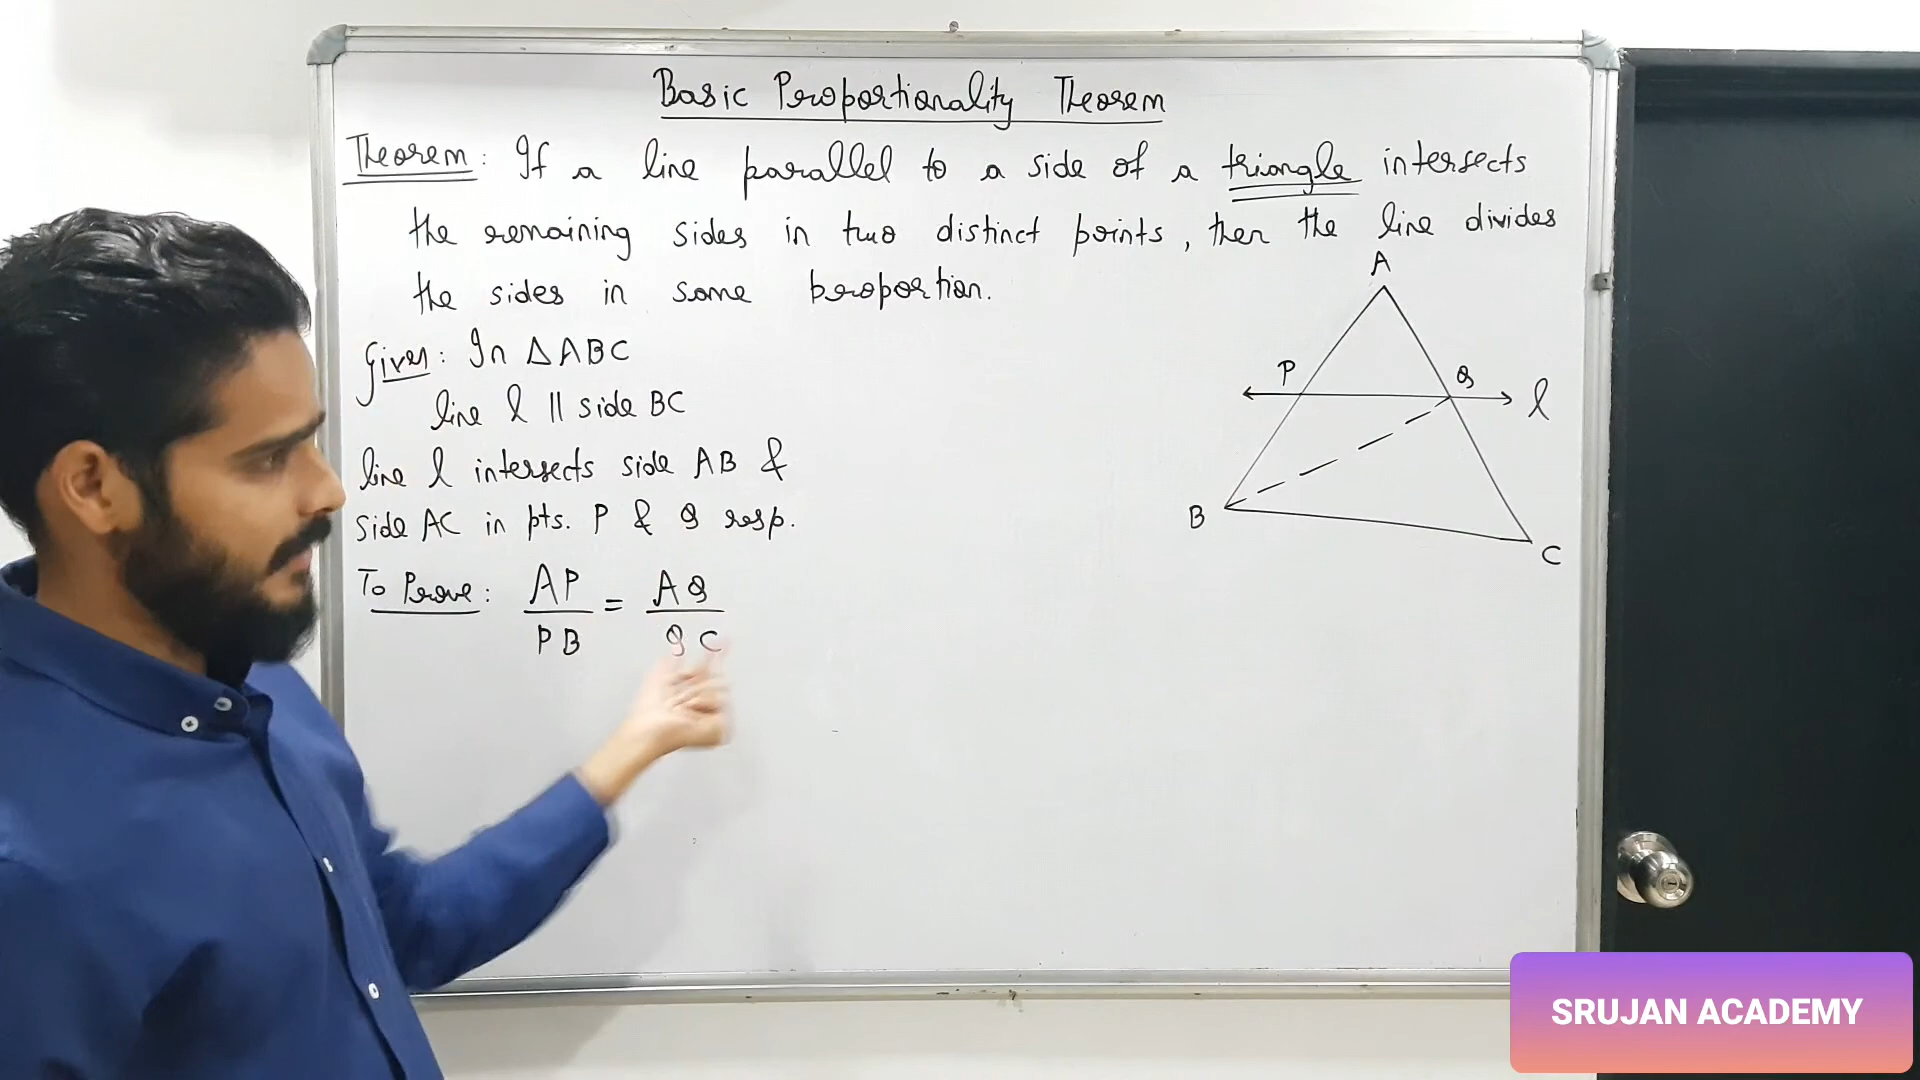 Basic Proportionality Theorem
Theorem: If a line parallel to a side of a triangle intersects
the remaining sides in two distinct points, then the line divides
the sides in same proportion.
Given: In △ABC
line l || side BC
line l intersects side AB &
side AC in pts. P & Q resp.
To Prove: AP/PB = AQ/QC
A
P
Q
l
B
C
SRUJAN ACADEMY